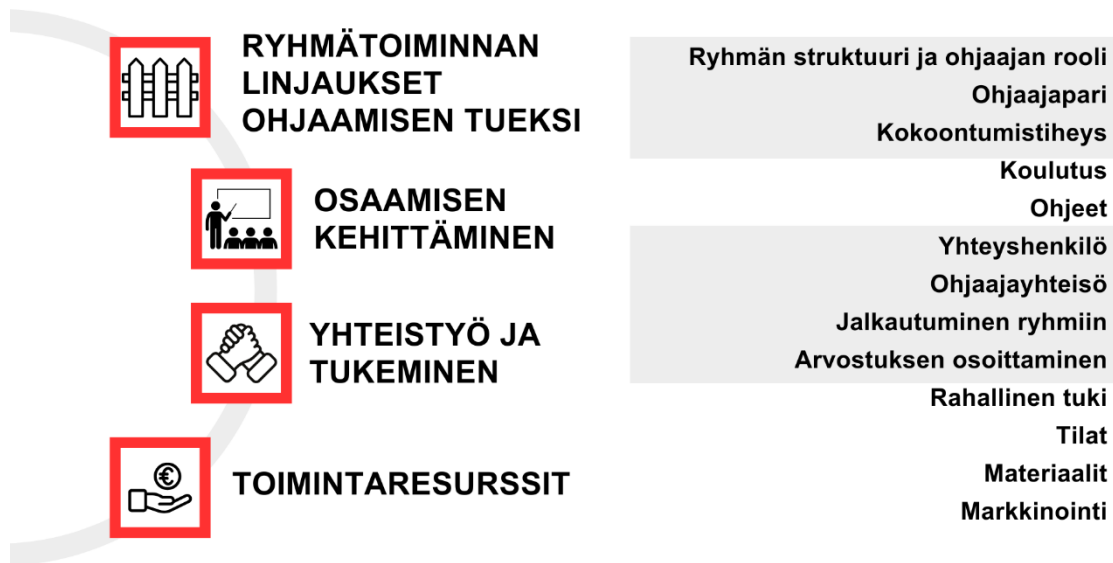 RYHMÄTOIMINNAN
LINJAUKSET
OHJAAMISEN TUEKSI
Ryhmän struktuuri ja ohjaajan rooli
Ohjaajapari
Kokoontumistiheys
OSAAMISEN
KEHITTÄMINEN
Koulutus
Ohjeet
YHTEISTYÖ JA
TUKEMINEN
Yhteyshenkilö
Ohjaajayhteisö
Jalkautuminen ryhmiin
Arvostuksen osoittaminen
TOIMINTARESURSSIT
Rahallinen tuki
Tilat
Materiaalit
Markkinointi